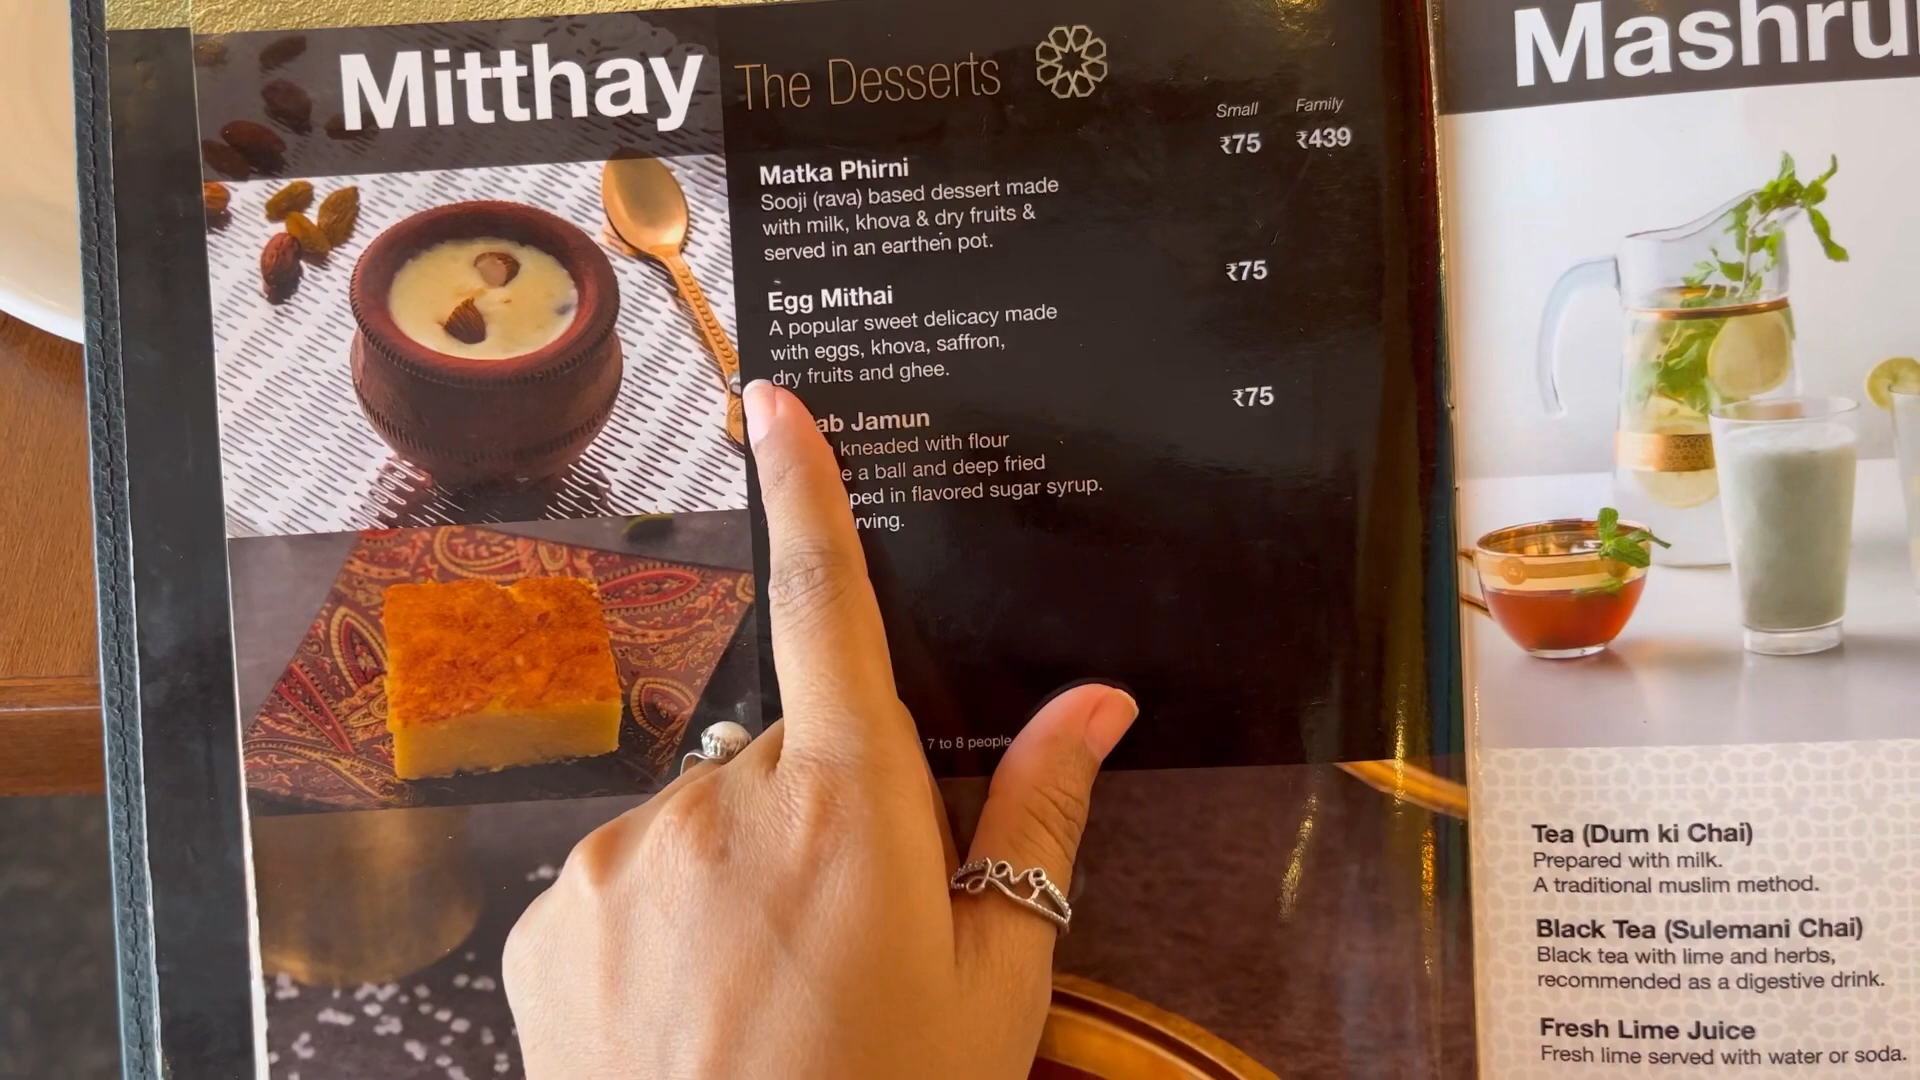 Mitthay
The Desserts
Small Family
₹75 ₹439
Matka Phirni
Sooji (rava) based dessert made
with milk, khova & dry fruits &
served in an earthen pot.
₹75
Egg Mithai
A popular sweet delicacy made
with eggs, khova, saffron,
dry fruits and ghee.
₹75
Jamun
kneaded with flour
a ball and deep fried
in flavored sugar syrup.
7 to 8 people
Tea (Dum ki Chai)
Prepared with milk.
A traditional muslim method.
Black Tea (Sulemani Chai)
Black tea with lime and herbs,
recommended as a digestive drink.
Fresh Lime Juice
Fresh lime served with water or soda.
love